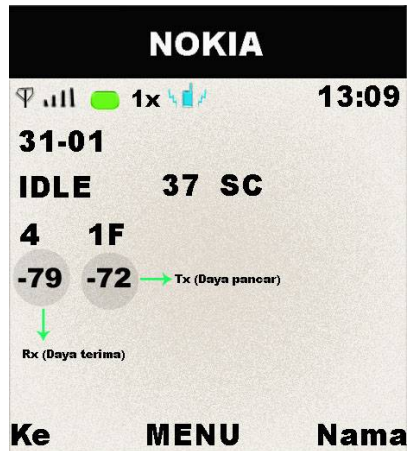 NOKIA
1x 13:09
31-01
IDLE 37 SC
4 1F
-79 -72 Tx (Daya pancar)
Rx (Daya terima)
Ke MENU Nama